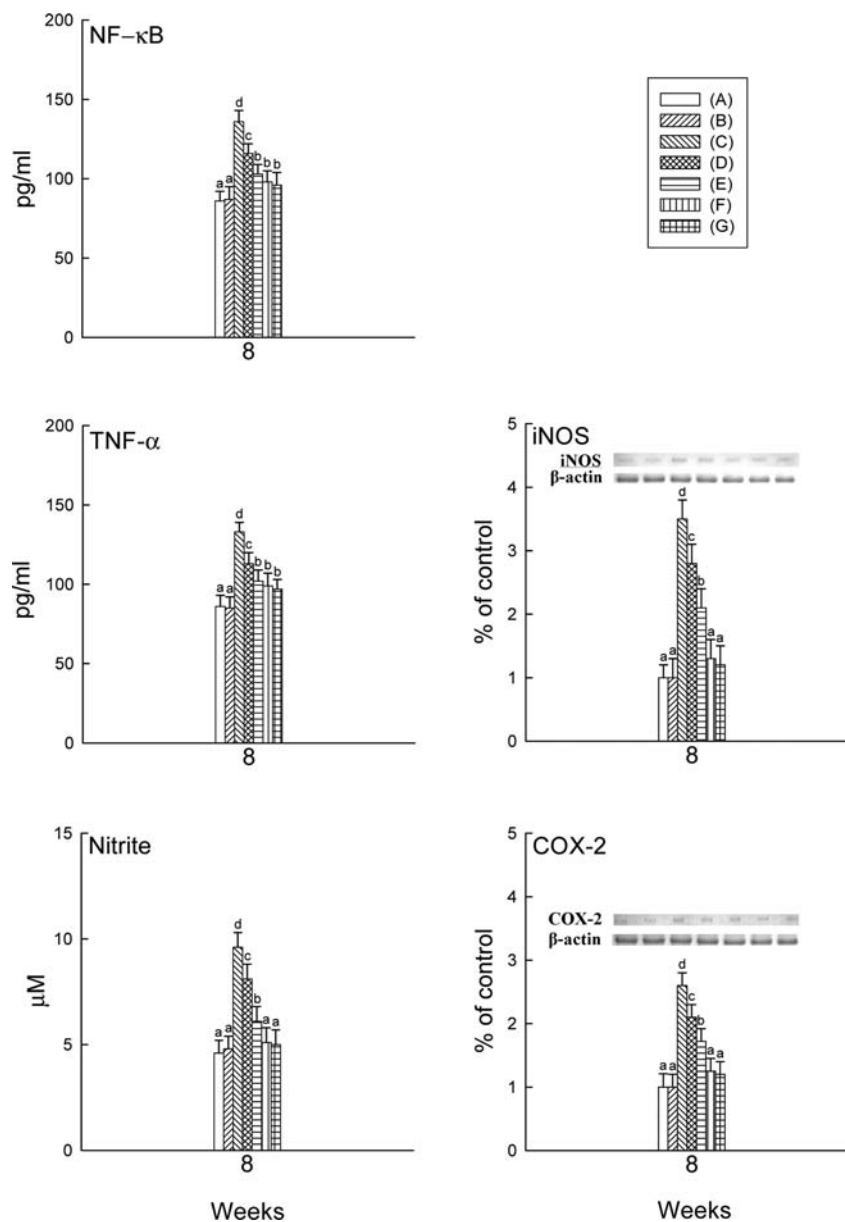 NF–κB
200
150
100
50
0
pg/ml
a a d c b b b
8
(A)
(B)
(C)
(D)
(E)
(F)
(G)
TNF-α
200
150
100
50
0
pg/ml
a a d c b b b
8
iNOS
5
4
3
2
1
0
% of control
iNOS
β-actin
a a d c b a a
8
Nitrite
15
10
5
0
μM
a a d c b a a
8
Weeks
COX-2
5
4
3
2
1
0
% of control
COX-2
β-actin
a a d c b a a
8
Weeks